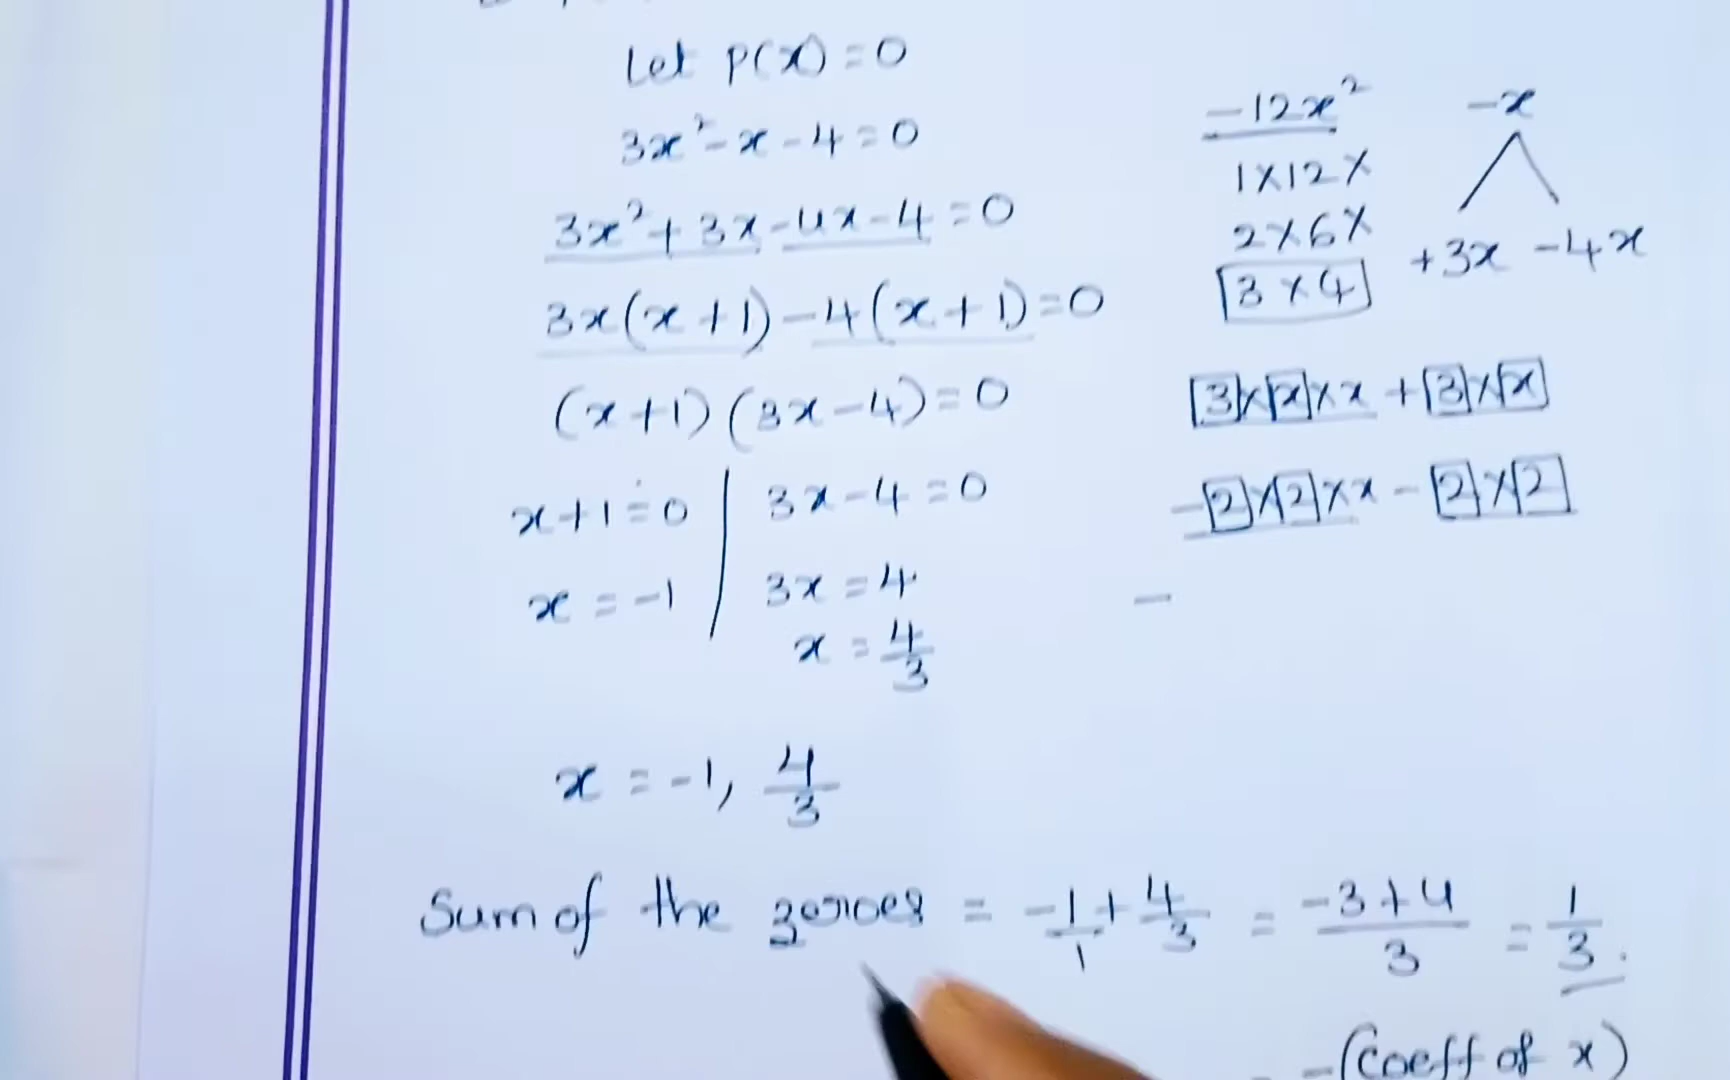 Let P(x) = 0
3x² - x - 4 = 0
3x² + 3x - 4x - 4 = 0
3x(x + 1) - 4(x + 1) = 0
(x + 1) (3x - 4) = 0
x + 1 = 0 | 3x - 4 = 0
x = -1 | 3x = 4
x = 4/3
x = -1, 4/3
-12x² -x
1 × 12 ×
2 × 6 ×
3 × 4 +3x -4x
3 × x × x + 3 × x
- 2 × 2 × x - 2 × 2
-
Sum of the zeroes = -1/1 + 4/3 = -3+4/3 = 1/3.
-(coeff of x)